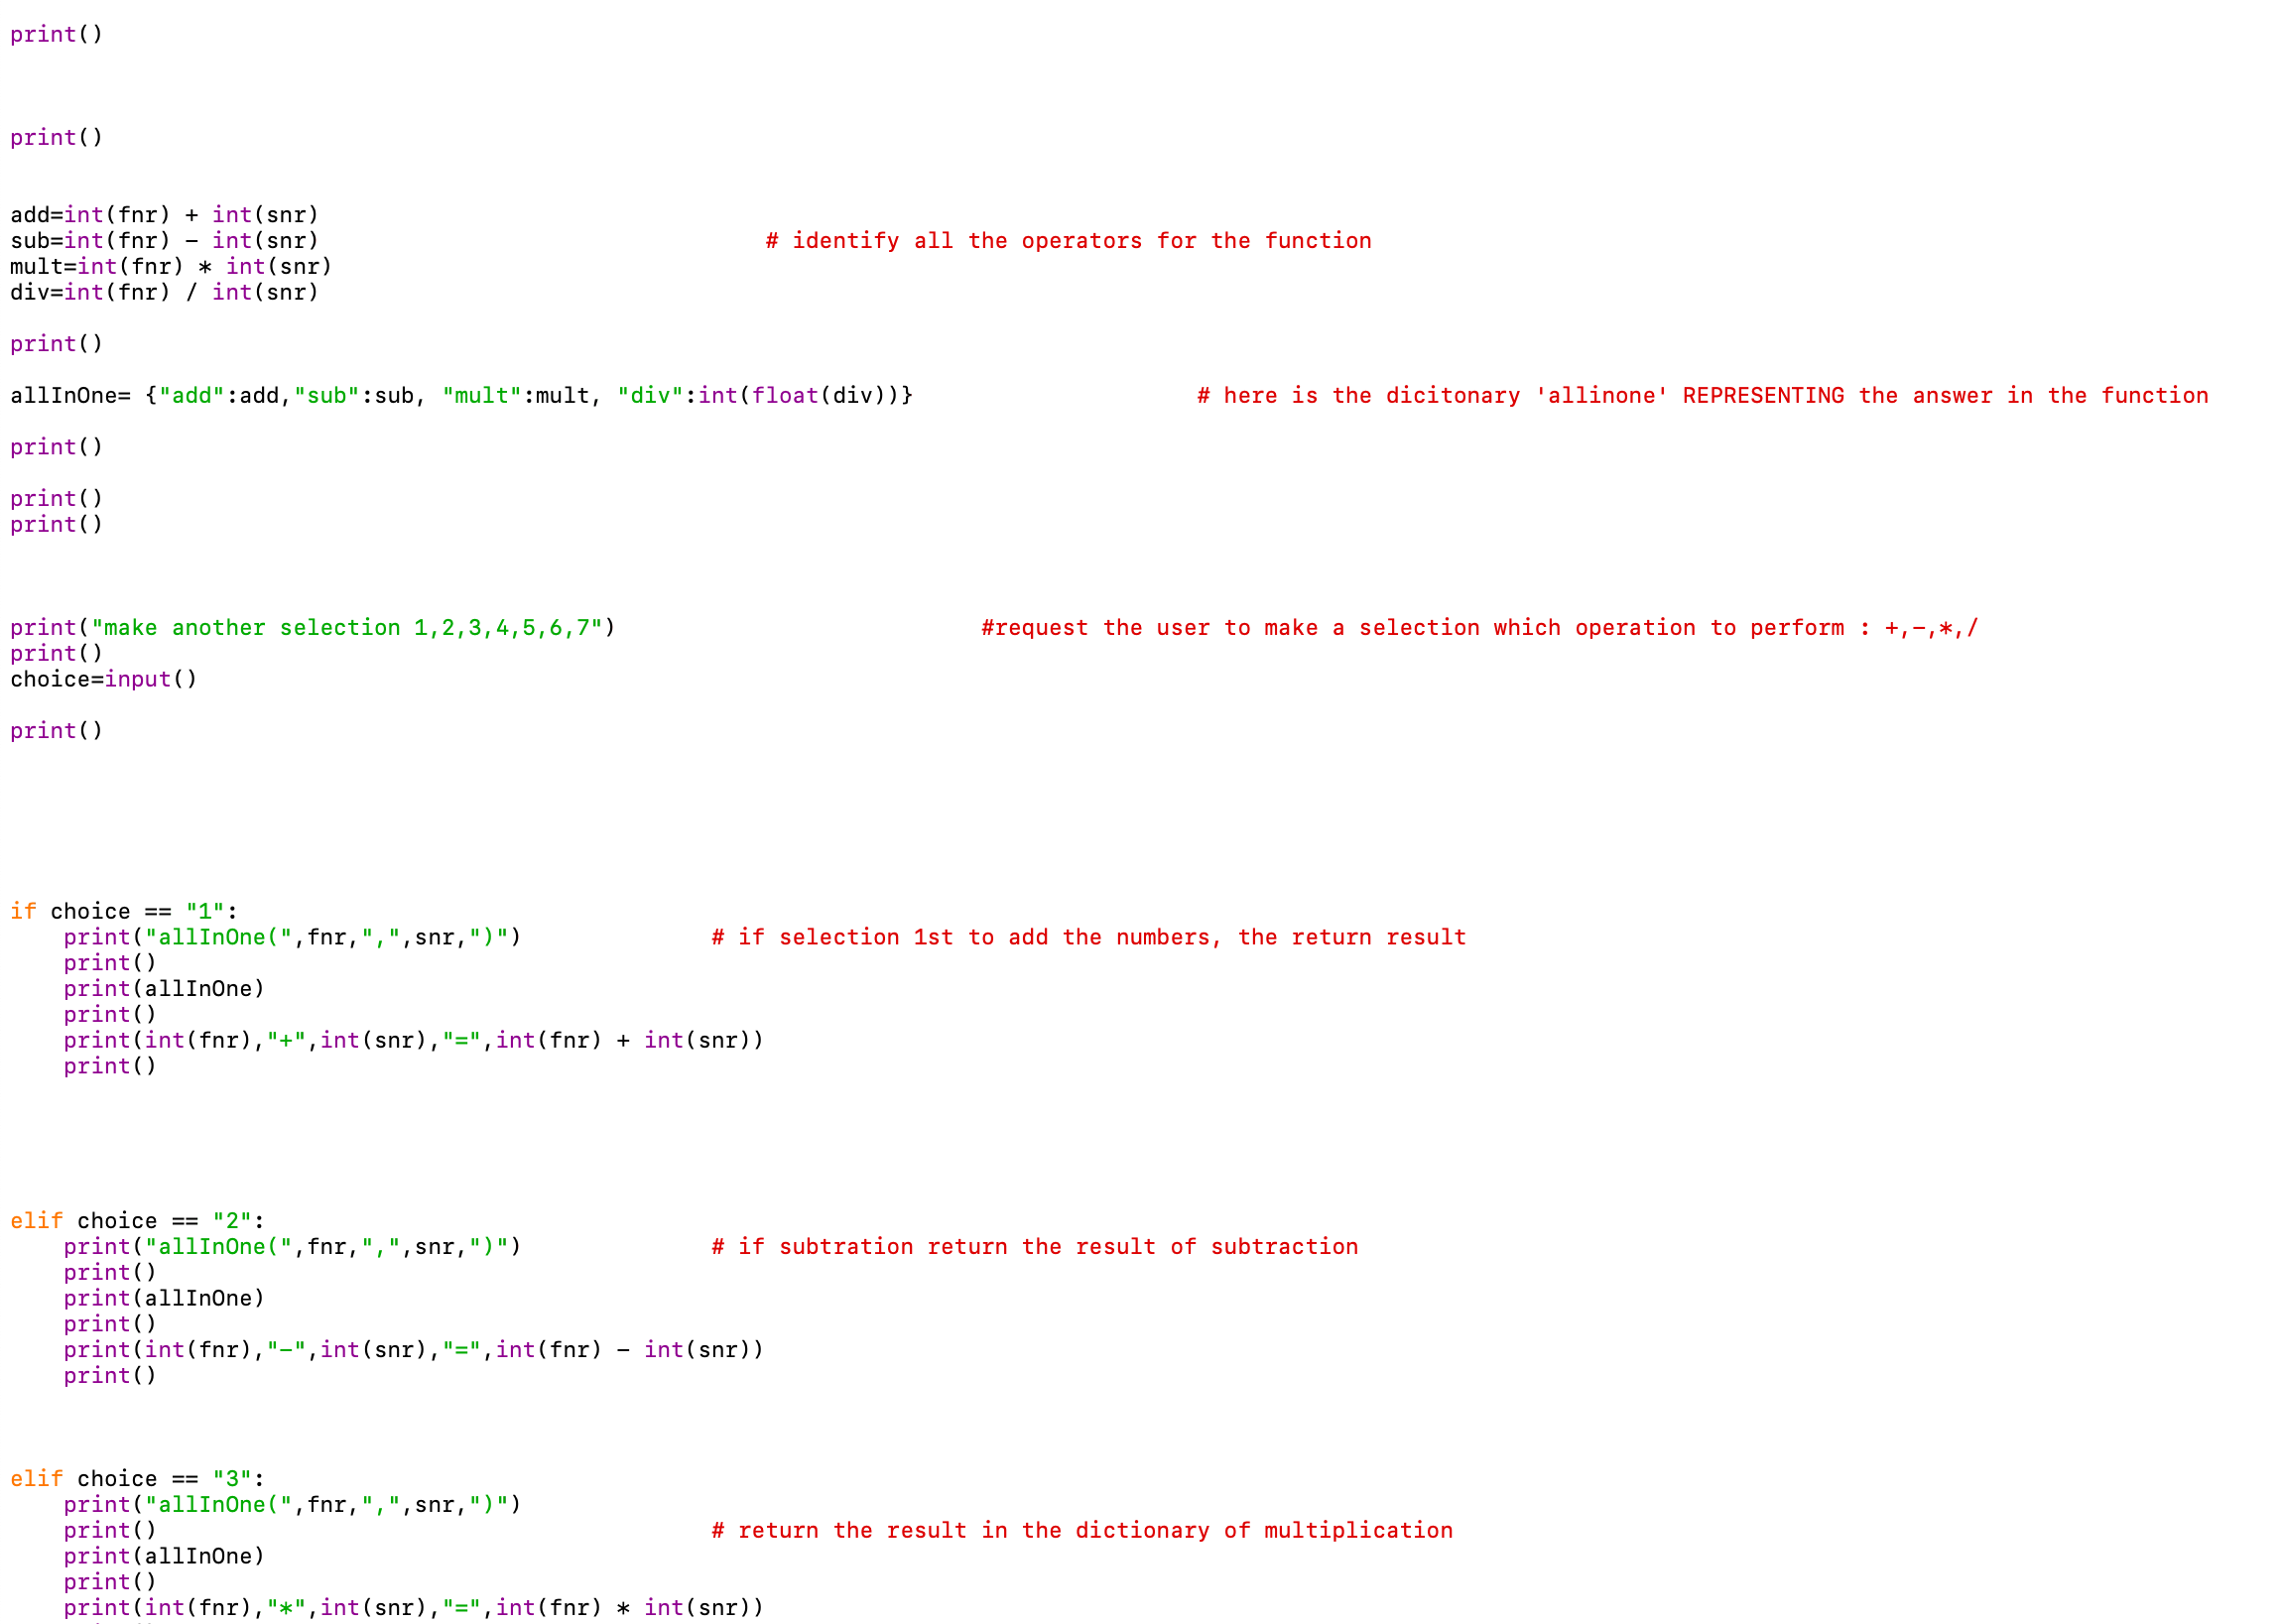 print()
print()
add=int(fnr) + int(snr)
sub=int(fnr) - int(snr) # identify all the operators for the function
mult=int(fnr) * int(snr)
div=int(fnr) / int(snr)
print()
allInOne= {"add":add,"sub":sub, "mult":mult, "div":int(float(div))} # here is the dicitonary 'allinone' REPRESENTING the answer in the function
print()
print()
print()
print("make another selection 1,2,3,4,5,6,7") #request the user to make a selection which operation to perform : +,-,*,/
print()
choice=input()
print()
if choice == "1":
    print("allInOne(",fnr,",",snr,")") # if selection 1st to add the numbers, the return result
    print()
    print(allInOne)
    print()
    print(int(fnr),"+",int(snr),"=",int(fnr) + int(snr))
    print()
elif choice == "2":
    print("allInOne(",fnr,",",snr,")") # if subtration return the result of subtraction
    print()
    print(allInOne)
    print()
    print(int(fnr),"-",int(snr),"=",int(fnr) - int(snr))
    print()
elif choice == "3":
    print("allInOne(",fnr,",",snr,")")
    print() # return the result in the dictionary of multiplication
    print(allInOne)
    print()
    print(int(fnr),"*",int(snr),"=",int(fnr) * int(snr))